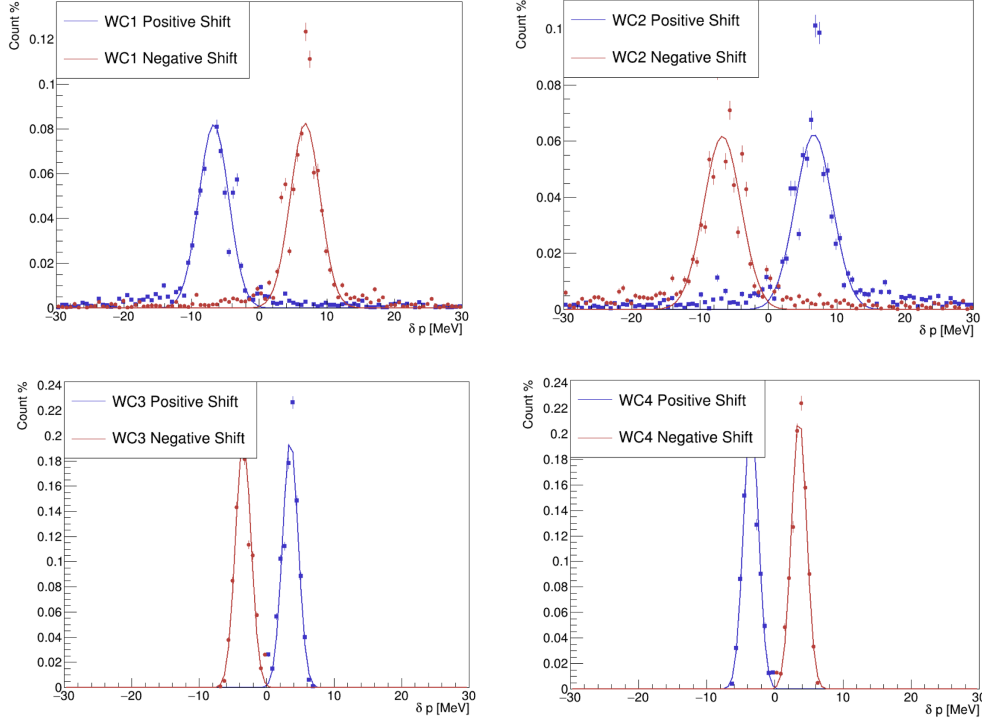 Count %
WC1 Positive Shift
WC1 Negative Shift
0.12
0.1
0.08
0.06
0.04
0.02
0
−30 −20 −10 0 10 20 30
δ p [MeV]
Count %
WC2 Positive Shift
WC2 Negative Shift
0.1
0.08
0.06
0.04
0.02
0
−30 −20 −10 0 10 20 30
δ p [MeV]
Count %
WC3 Positive Shift
WC3 Negative Shift
0.24
0.22
0.2
0.18
0.16
0.14
0.12
0.1
0.08
0.06
0.04
0.02
0
−30 −20 −10 0 10 20 30
δ p [MeV]
Count %
WC4 Positive Shift
WC4 Negative Shift
0.24
0.22
0.2
0.18
0.16
0.14
0.12
0.1
0.08
0.06
0.04
0.02
0
−30 −20 −10 0 10 20 30
δ p [MeV]